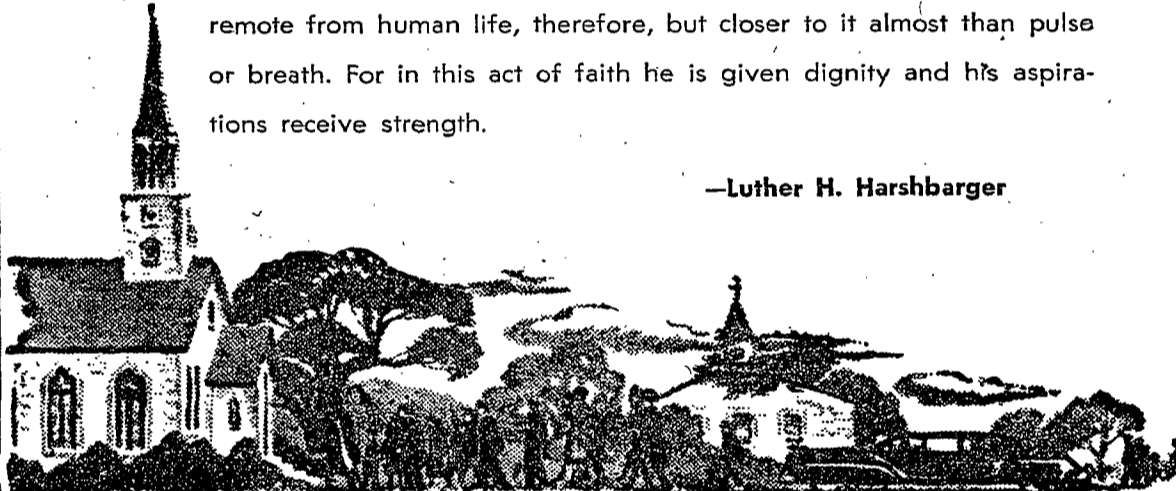 remote from human life, therefore, but closer to it almost than pulse
or breath. For in this act of faith he is given dignity and his aspira-
tions receive strength.
—Luther H. Harshbarger